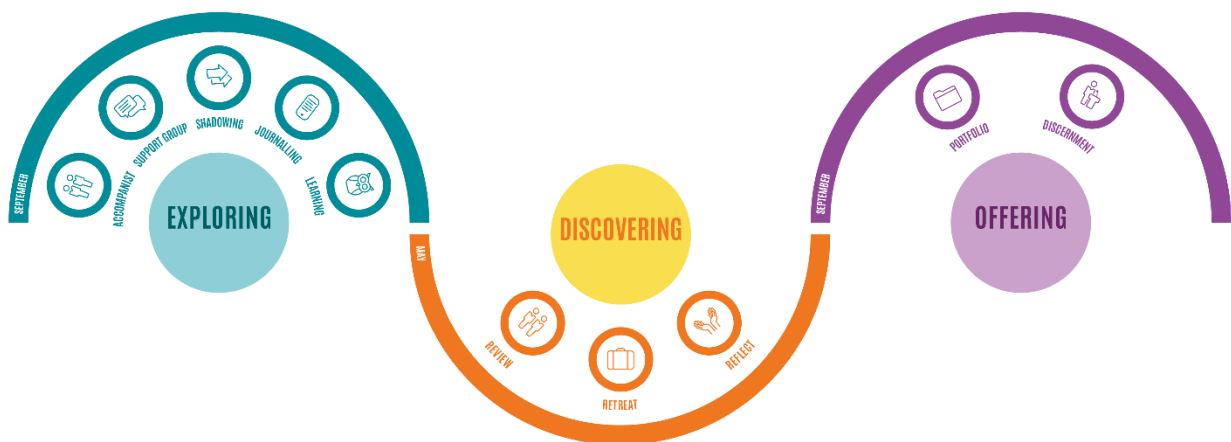 SEPTEMBER
ACCOMPANIST
SUPPORT GROUP
SHADOWING
JOURNALLING
LEARNING
EXPLORING
MAY
DISCOVERING
REVIEW
RETREAT
REFLECT
SEPTEMBER
PORTFOLIO
DISCERNMENT
OFFERING